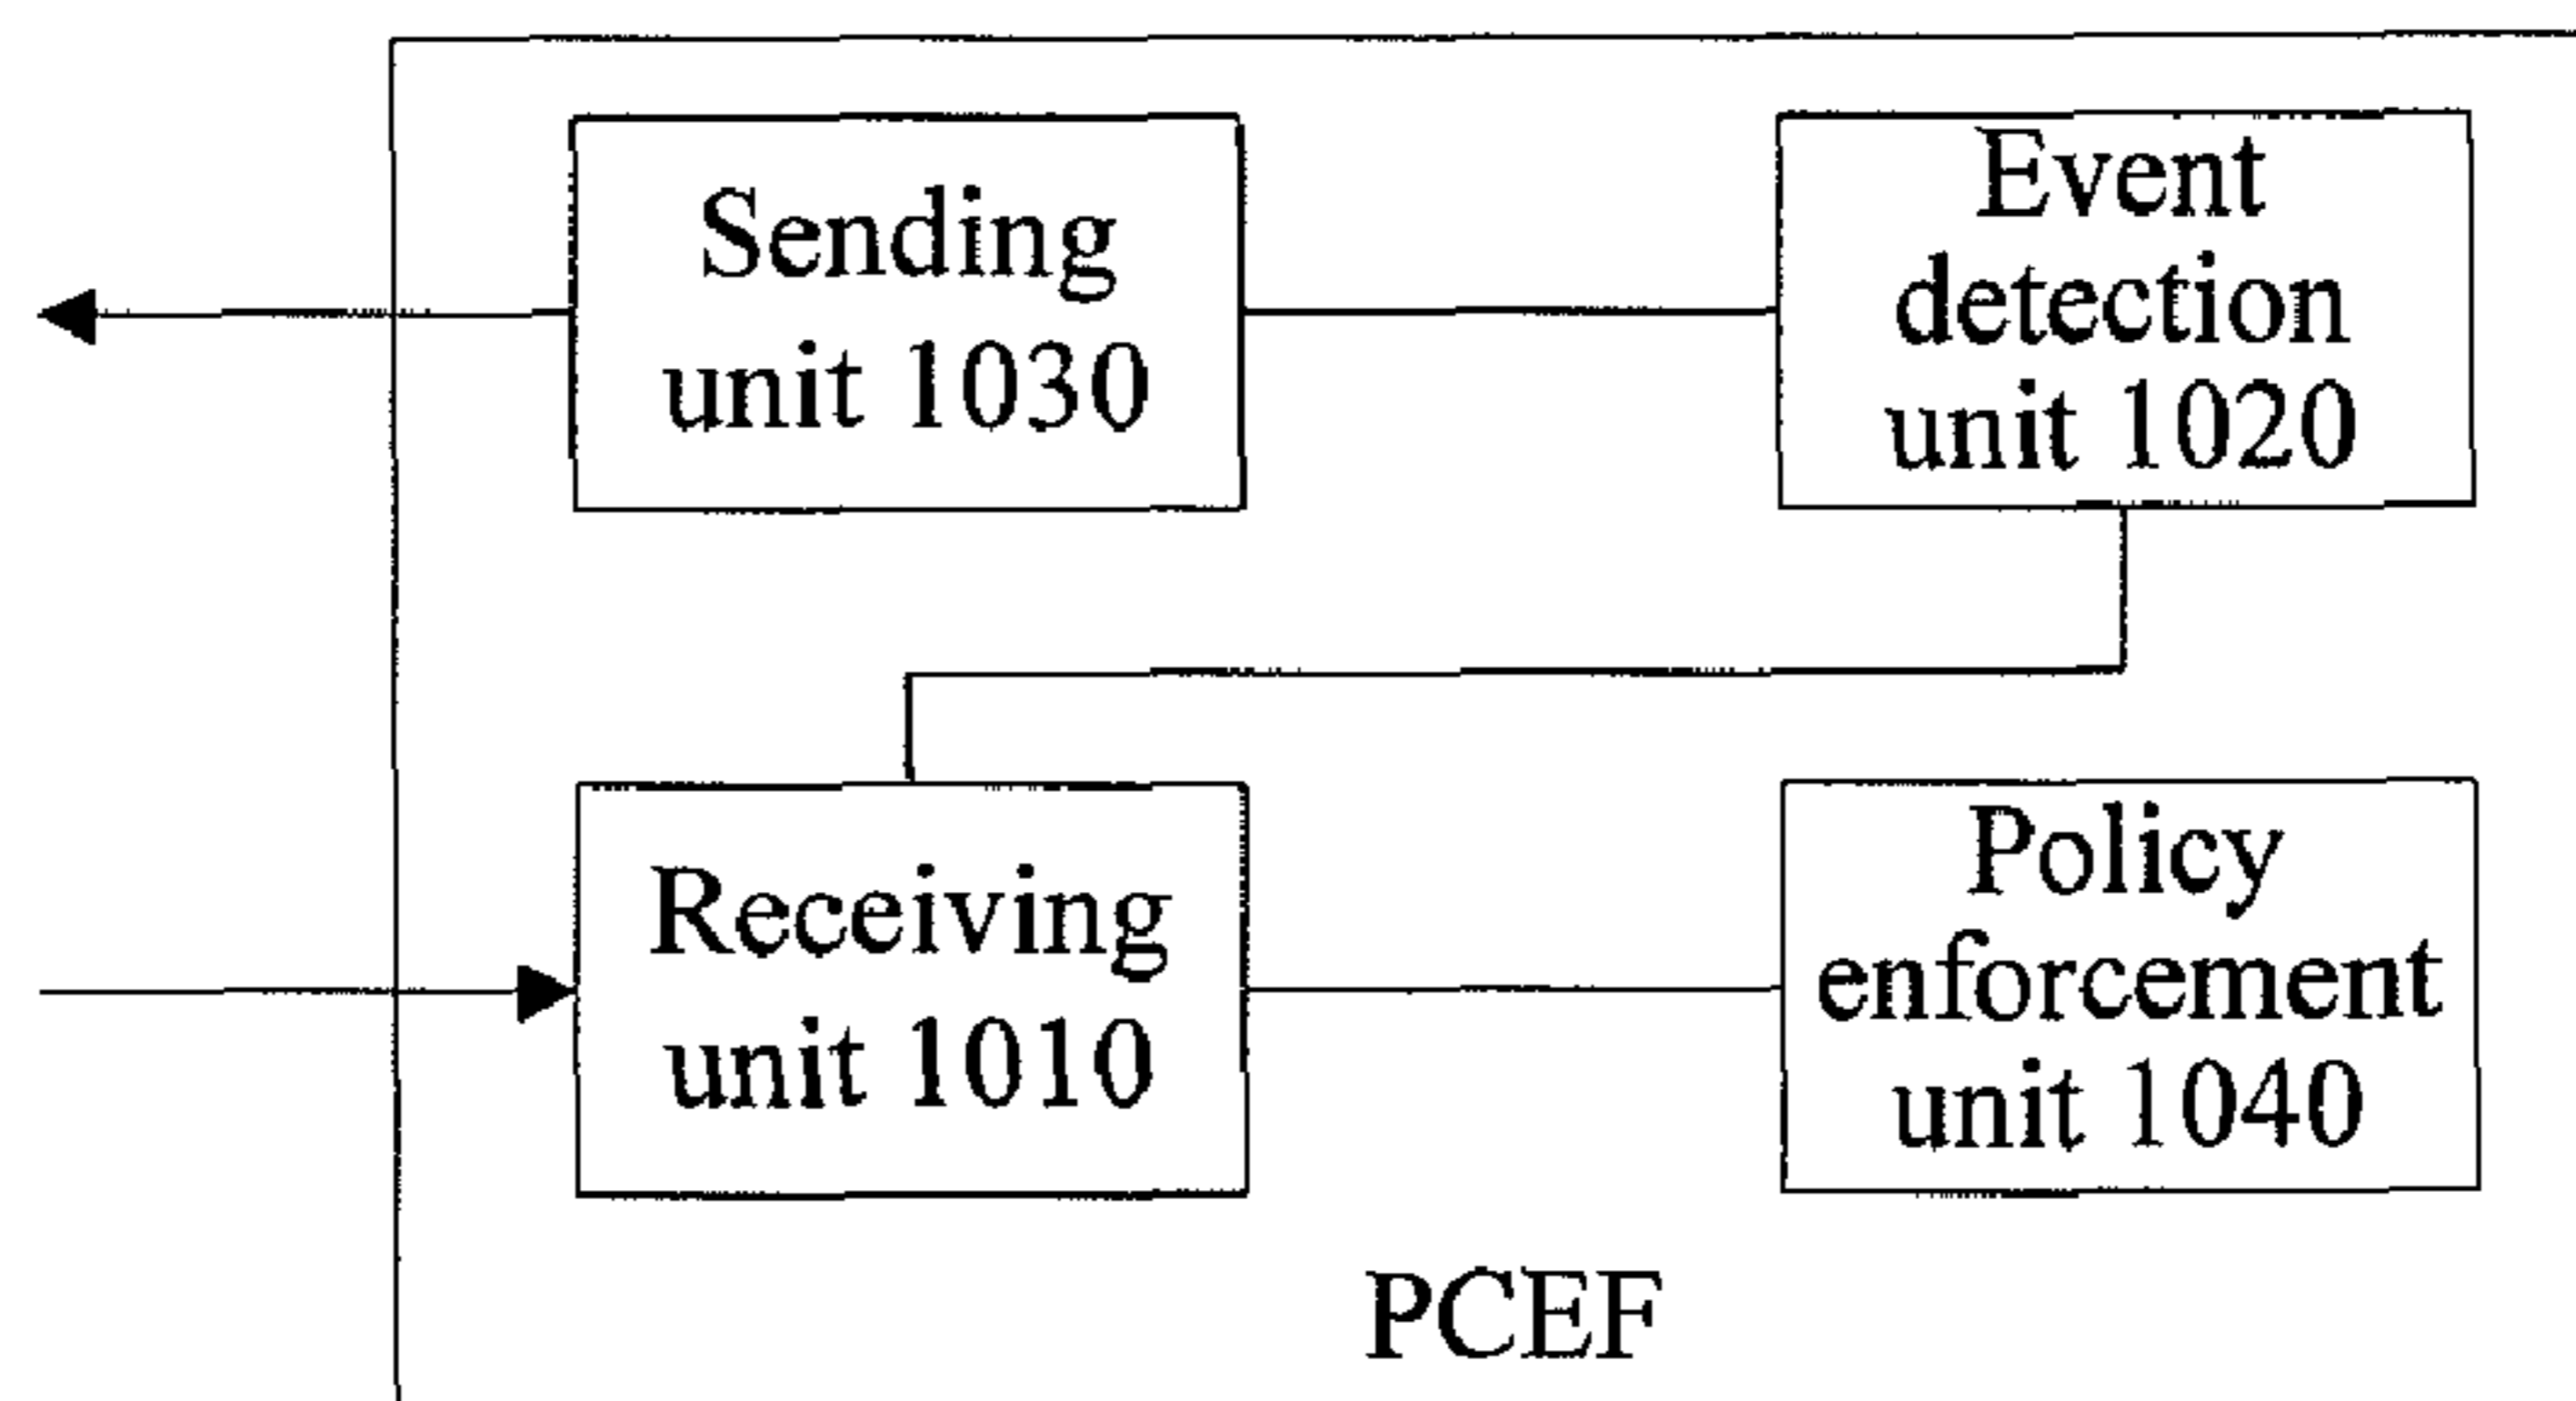 Sending
unit 1030
Event
detection
unit 1020
Receiving
unit 1010
Policy
enforcement
unit 1040
PCEF